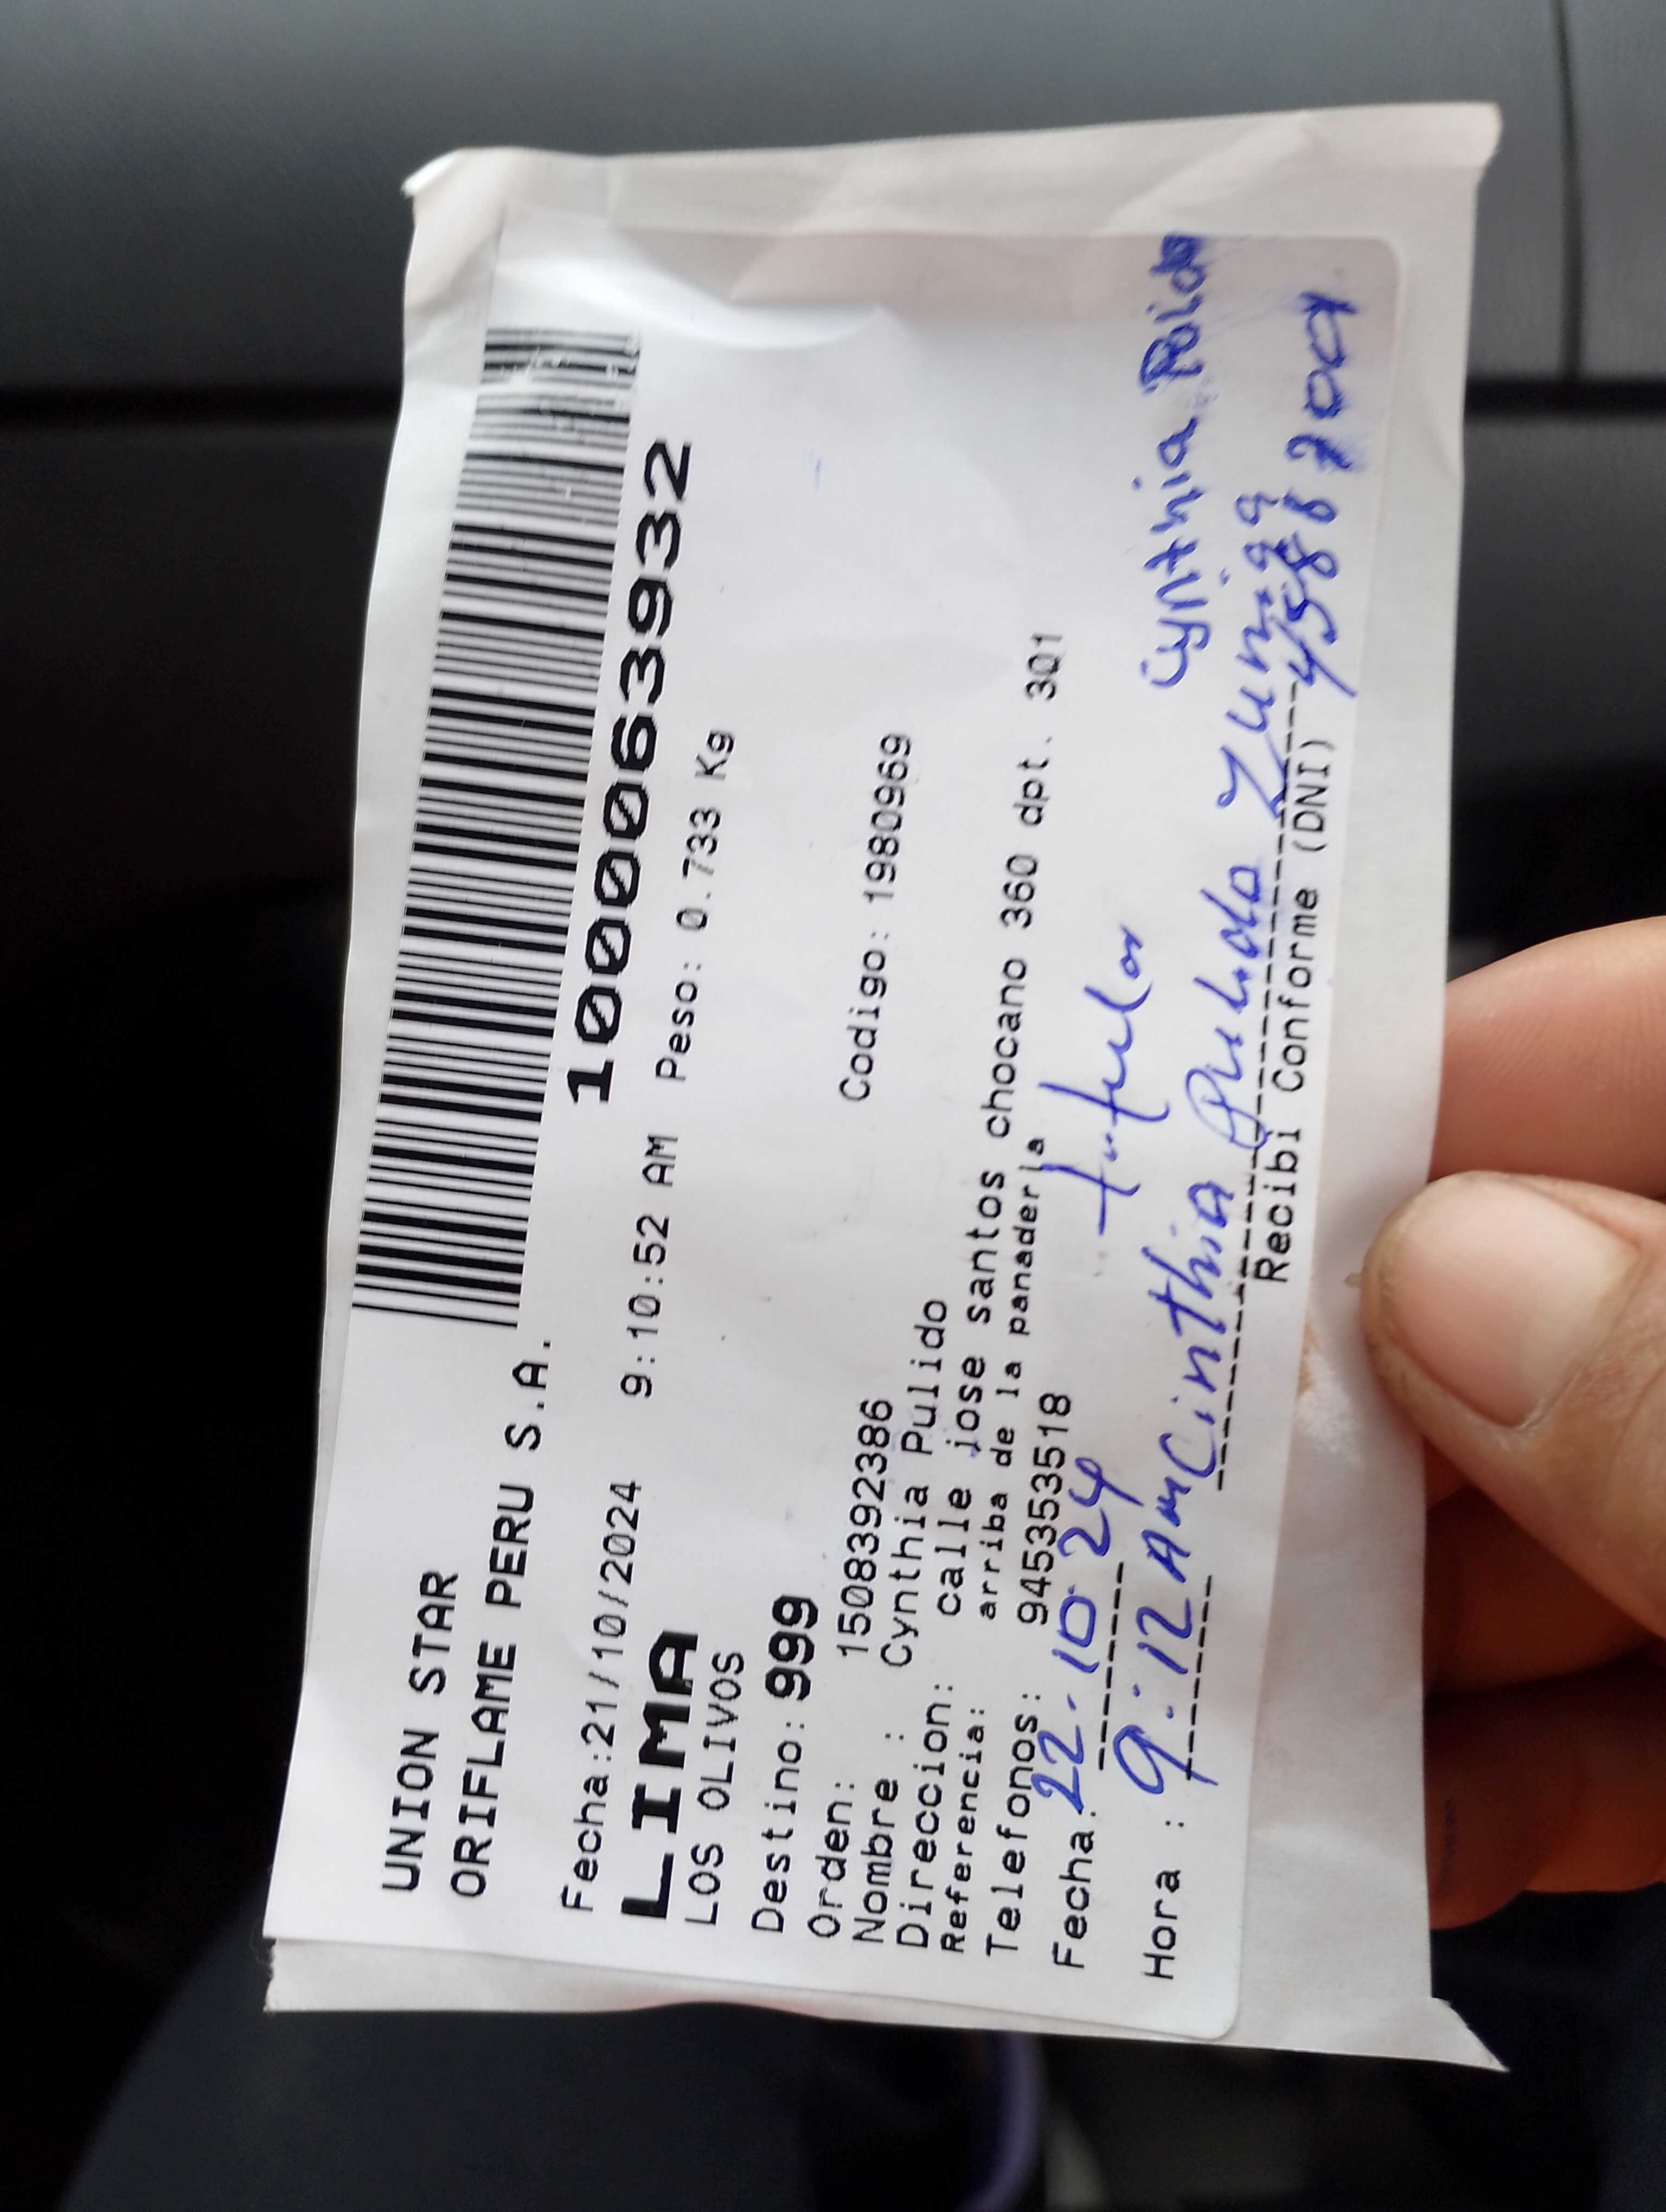 UNION STAR
ORIFLAME PERU S.A.
1000063932
Fecha:21/10/2024 9:10:52 AM Peso: 0.733 Kg
LIMA
LOS OLIVOS
Destino: 999
Orden: 15083923​86 Codigo: 1980969
Nombre : Cynthia Pulido
Direccion: calle jose santos chocano 360 dpt. 301
Referencia: arriba de la panaderia
Telefonos: 945353518
Fecha: 22-10-24 titular
Cynthia
Hora : 9:12 AM Cinthia Pulido Zuniga
Recibi Conforme (DNI)